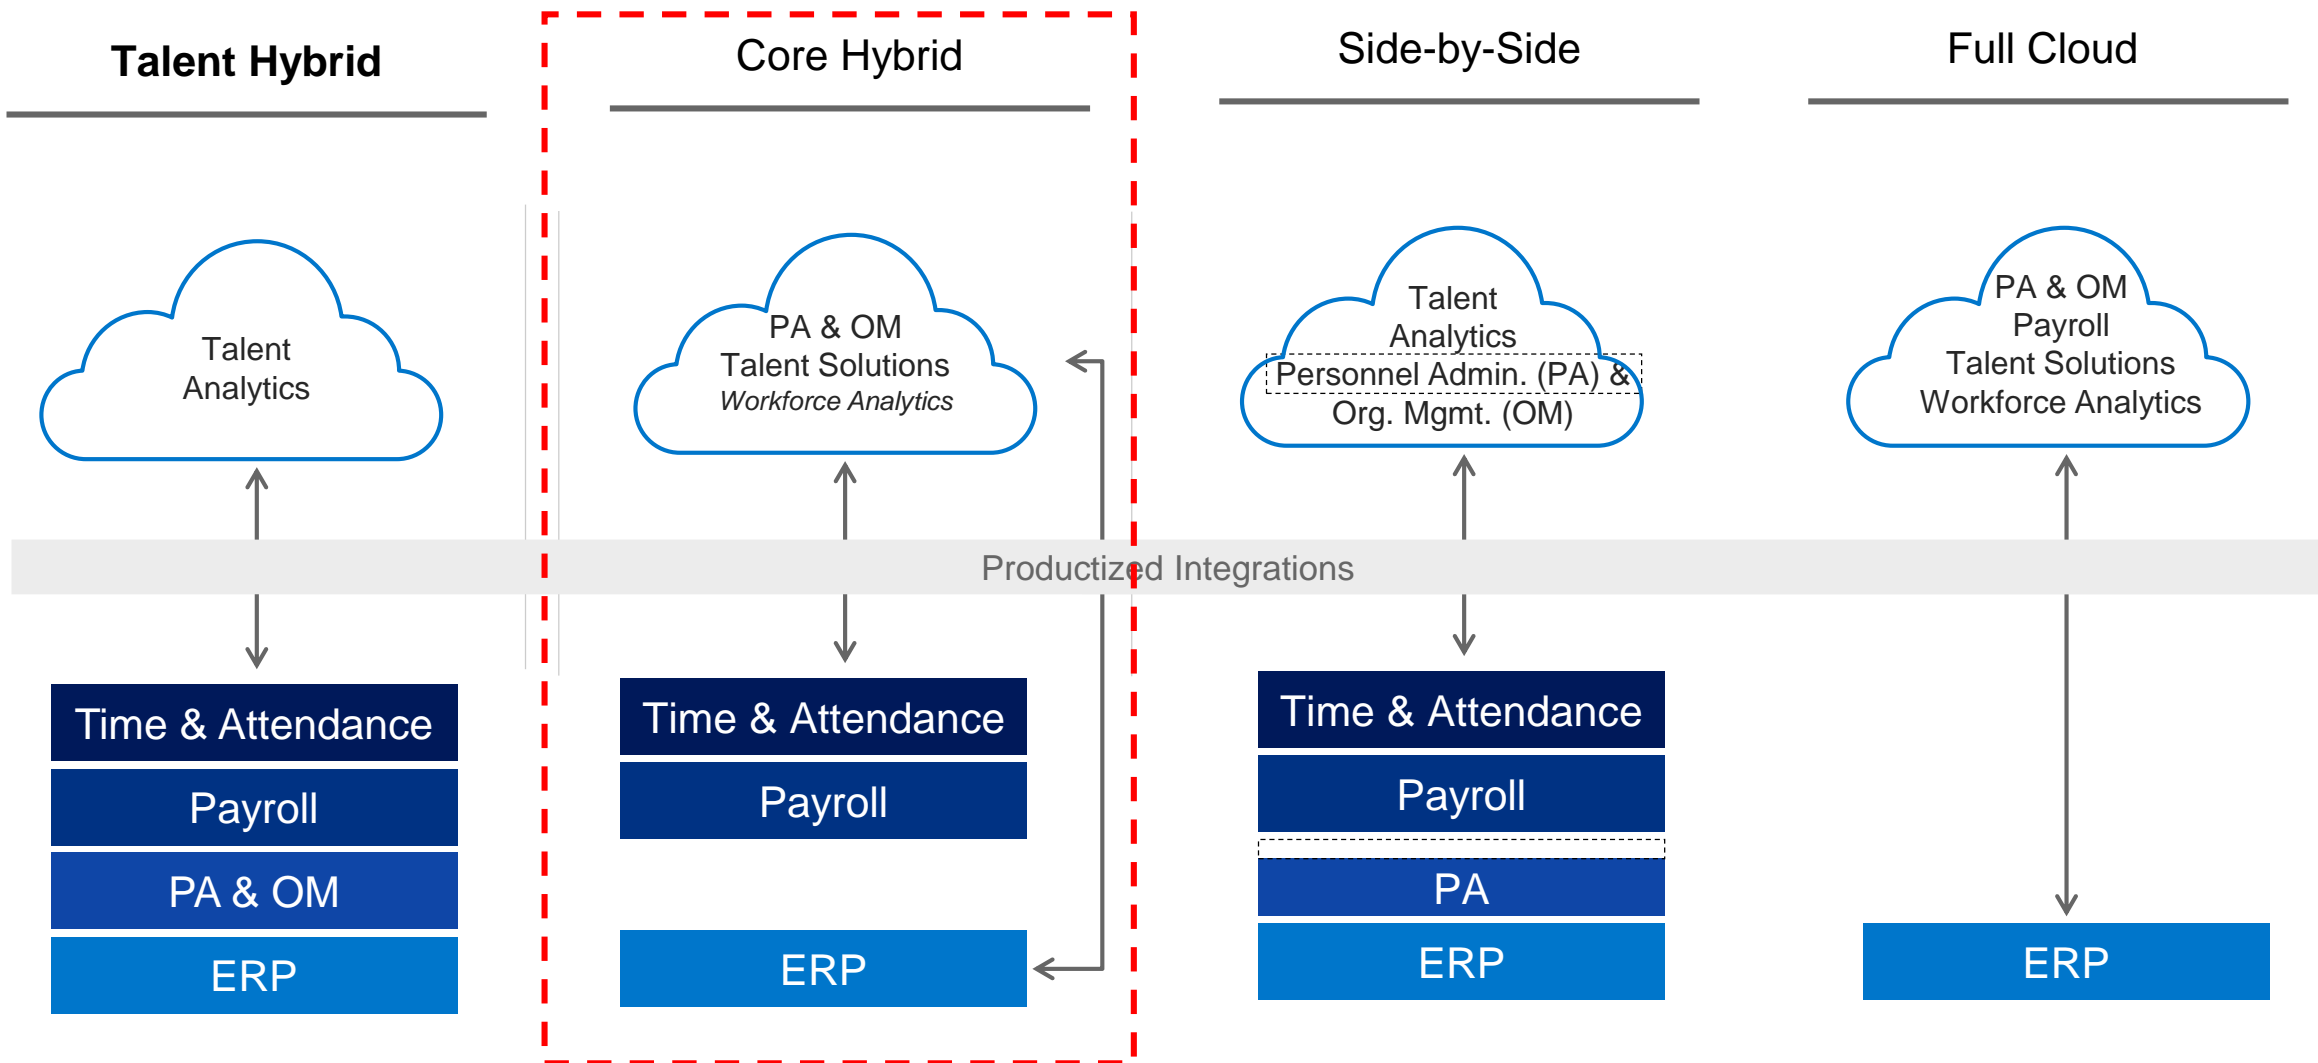 Talent Hybrid
Core Hybrid
Side-by-Side
Full Cloud
Talent
Analytics
PA & OM
Talent Solutions
Workforce Analytics
Talent
Analytics
Personnel Admin. (PA) &
Org. Mgmt. (OM)
PA & OM
Payroll
Talent Solutions
Workforce Analytics
Productized Integrations
Time & Attendance
Payroll
PA & OM
ERP
Time & Attendance
Payroll
ERP
Time & Attendance
Payroll
PA
ERP
ERP